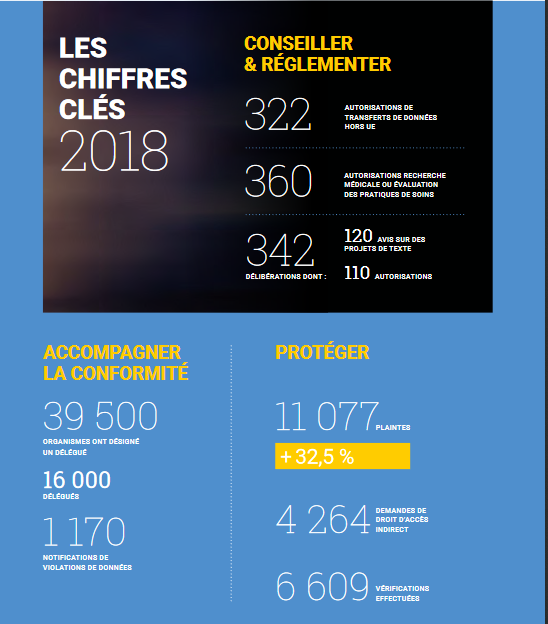 LES
CHIFFRES
CLÉS
2018
CONSEILLER
& RÉGLEMENTER
322
AUTORISATIONS DE
TRANSFERTS DE DONNÉES
HORS UE
360
AUTORISATIONS RECHERCHE
MÉDICALE OU ÉVALUATION
DES PRATIQUES DE SOINS
342
DÉLIBÉRATIONS DONT :
120 AVIS SUR DES
PROJETS DE TEXTE
110 AUTORISATIONS
ACCOMPAGNER
LA CONFORMITÉ
39 500
ORGANISMES ONT DÉSIGNÉ
UN DÉLÉGUÉ
16 000
DÉLÉGUÉS
1 170
NOTIFICATIONS DE
VIOLATIONS DE DONNÉES
PROTÉGER
11 077 PLAINTES
+ 32,5 %
4 264
DEMANDES DE
DROIT D'ACCÈS
INDIRECT
6 609
VÉRIFICATIONS
EFFECTUÉES